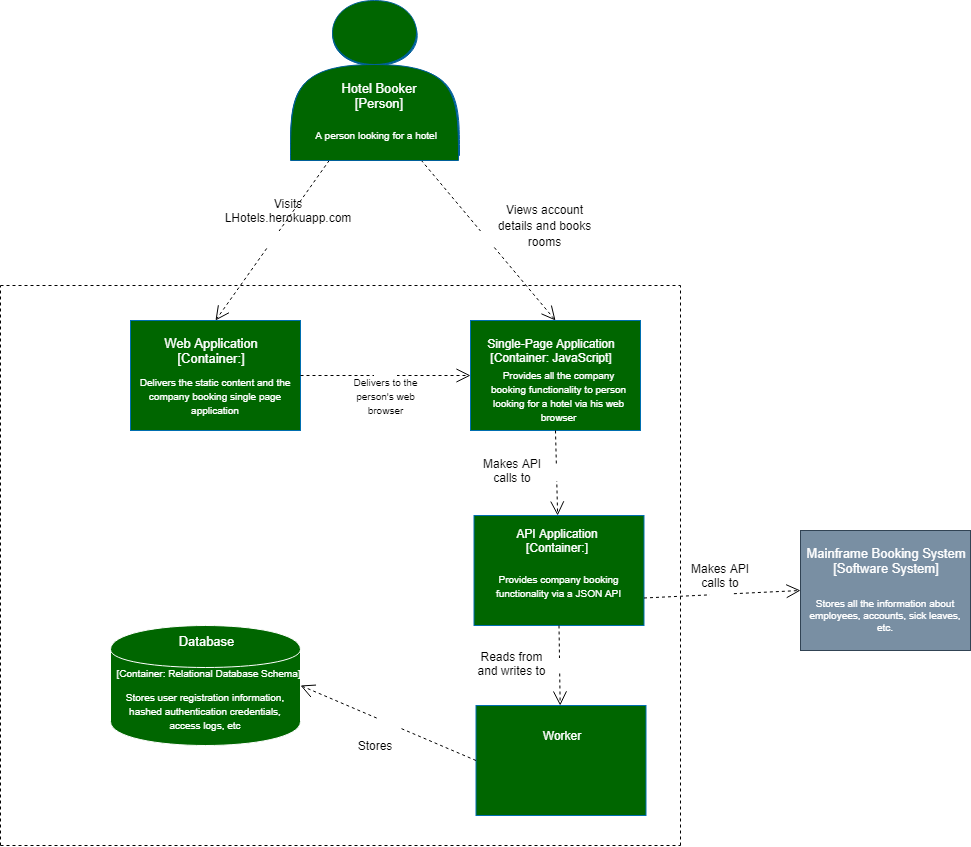 Hotel Booker
[Person]
A person looking for a hotel
Visits
LHotels.herokuapp.com
Views account
details and books
rooms
Web Application
[Container:]
Delivers the static content and the
company booking single page
application
Delivers to the
person's web
browser
Single-Page Application
[Container: JavaScript]
Provides all the company
booking functionality to person
looking for a hotel via his web
browser
Makes API
calls to
API Application
[Container:]
Provides company booking
functionality via a JSON API
Makes API
calls to
Mainframe Booking System
[Software System]
Stores all the information about
employees, accounts, sick leaves,
etc.
Reads from
and writes to
Database
[Container: Relational Database Schema]
Stores user registration information,
hashed authentication credentials,
access logs, etc
Stores
Worker